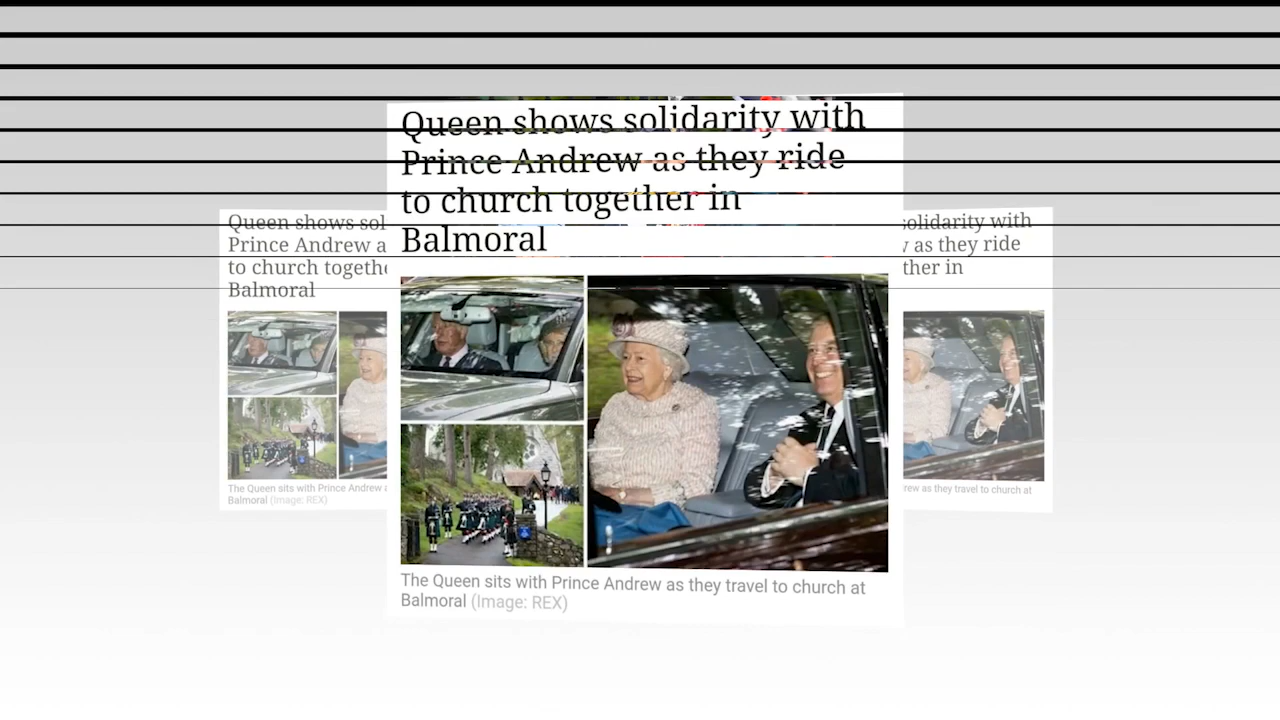 Queen shows solidarity with
Prince Andrew as they ride
to church together in
Balmoral
The Queen sits with Prince Andrew as they travel to church at
Balmoral (Image: REX)
Queen shows sol
Prince Andrew a
to church togethe
Balmoral
The Queen sits with Prince Andrew a
Balmoral (Image: REX)
solidarity with
as they ride
ther in
rew as they travel to church at